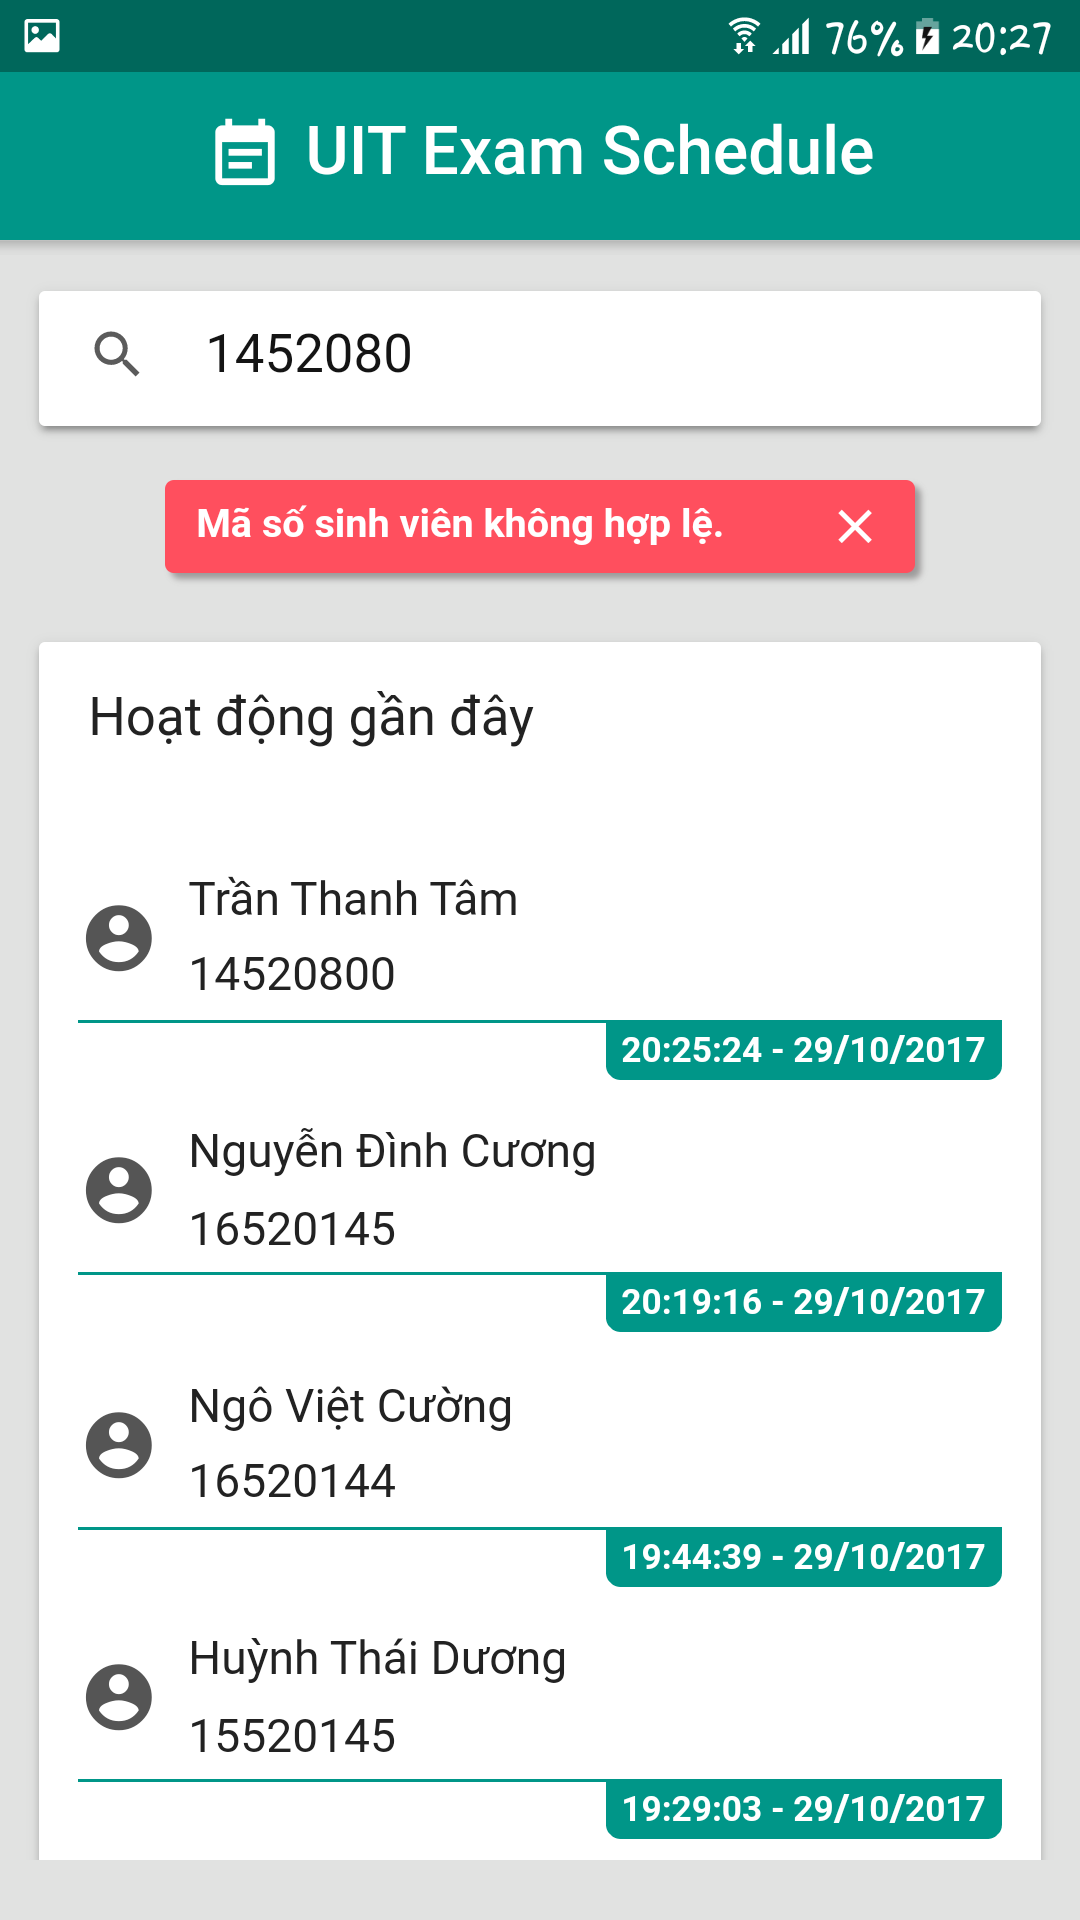 76% 20:27
UIT Exam Schedule
1452080
Mã số sinh viên không hợp lệ.
Hoạt động gần đây
Trần Thanh Tâm
14520800
20:25:24 - 29/10/2017
Nguyễn Đình Cương
16520145
20:19:16 - 29/10/2017
Ngô Việt Cường
16520144
19:44:39 - 29/10/2017
Huỳnh Thái Dương
15520145
19:29:03 - 29/10/2017